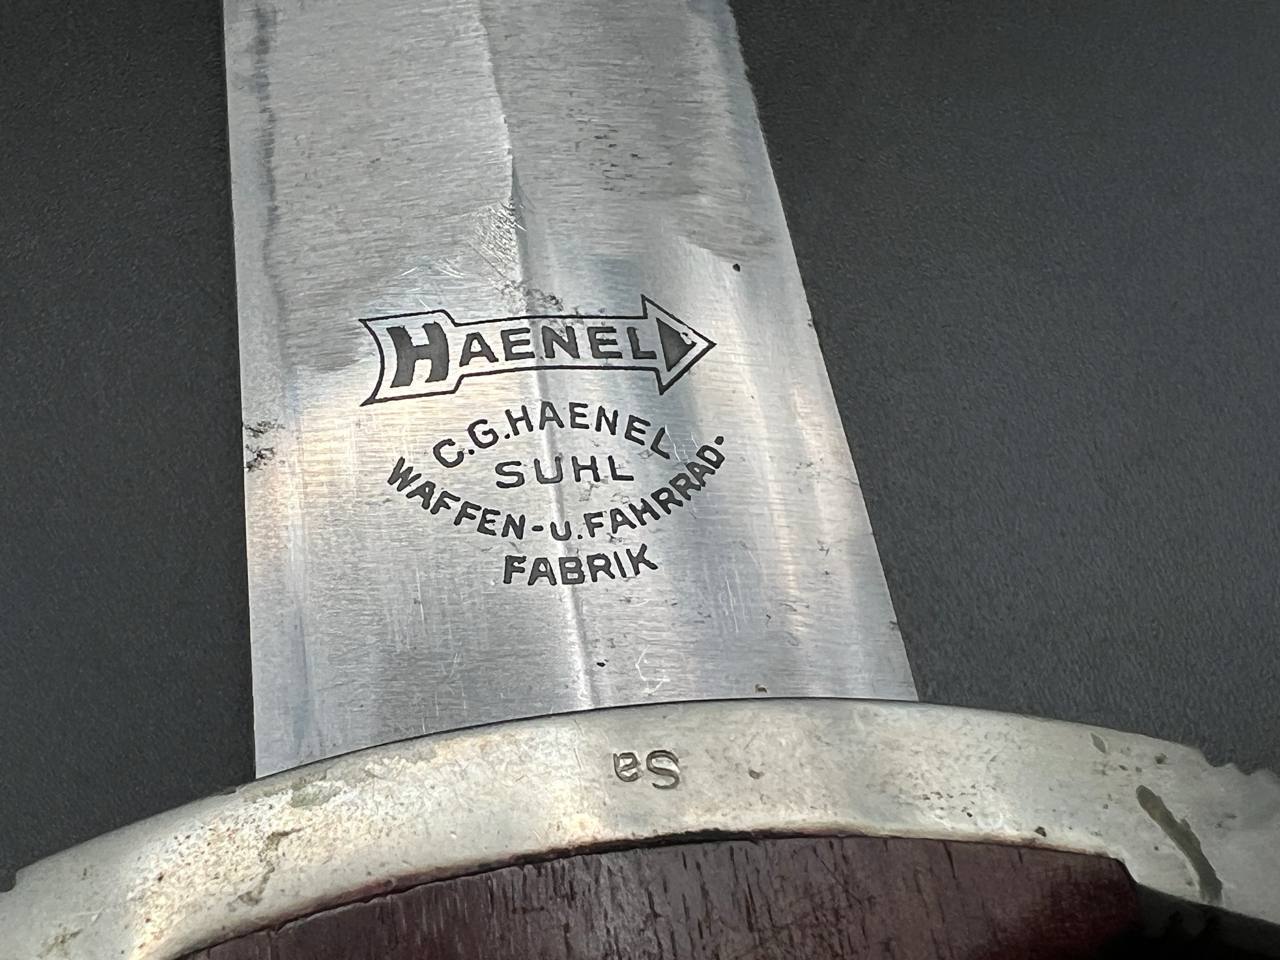 HAENEL
C.G.HAENEL
SUHL
WAFFEN-U.FAHRRAD-
FABRIK
Sa